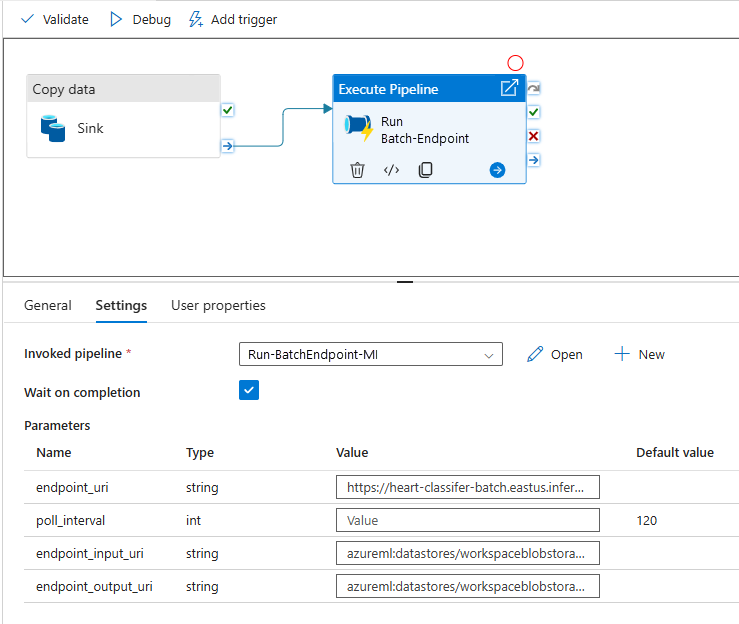 Validate Debug Add trigger
Copy data
Sink
Execute Pipeline
Run
Batch-Endpoint
General Settings User properties
Invoked pipeline * Run-BatchEndpoint-MI Open New
Wait on completion
Parameters
Name Type Value Default value
endpoint_uri string https://heart-classifer-batch.eastus.infer...
poll_interval int Value 120
endpoint_input_uri string azureml:datastores/workspaceblobstora...
endpoint_output_uri string azureml:datastores/workspaceblobstora...